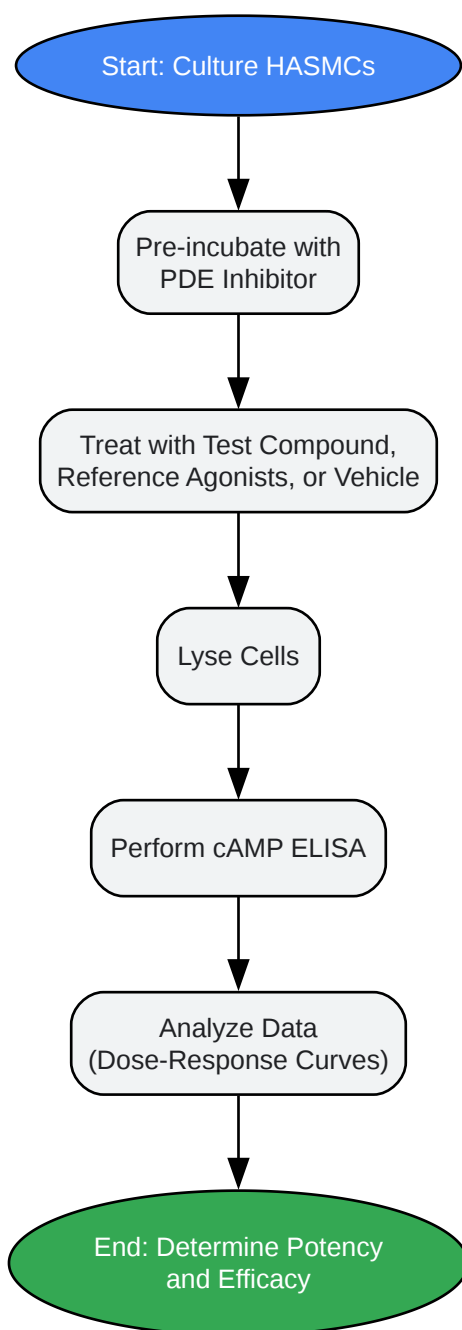 Start: Culture HASMCs
Pre-incubate with
PDE Inhibitor
Treat with Test Compound,
Reference Agonists, or Vehicle
Lyse Cells
Perform cAMP ELISA
Analyze Data
(Dose-Response Curves)
End: Determine Potency
and Efficacy